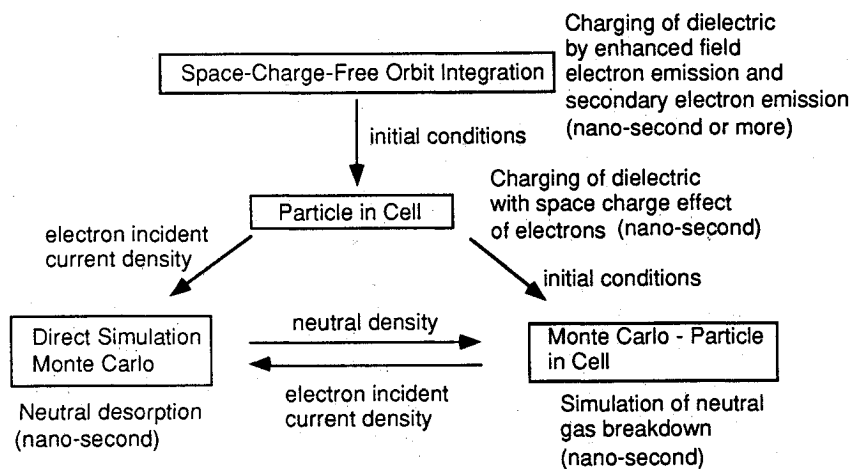 Space-Charge-Free Orbit Integration
Charging of dielectric
by enhanced field
electron emission and
secondary electron emission
(nano-second or more)
initial conditions
Particle in Cell
Charging of dielectric
with space charge effect
of electrons (nano-second)
electron incident
current density
initial conditions
Direct Simulation
Monte Carlo
neutral density
electron incident
current density
Monte Carlo - Particle
in Cell
Neutral desorption
(nano-second)
Simulation of neutral
gas breakdown
(nano-second)